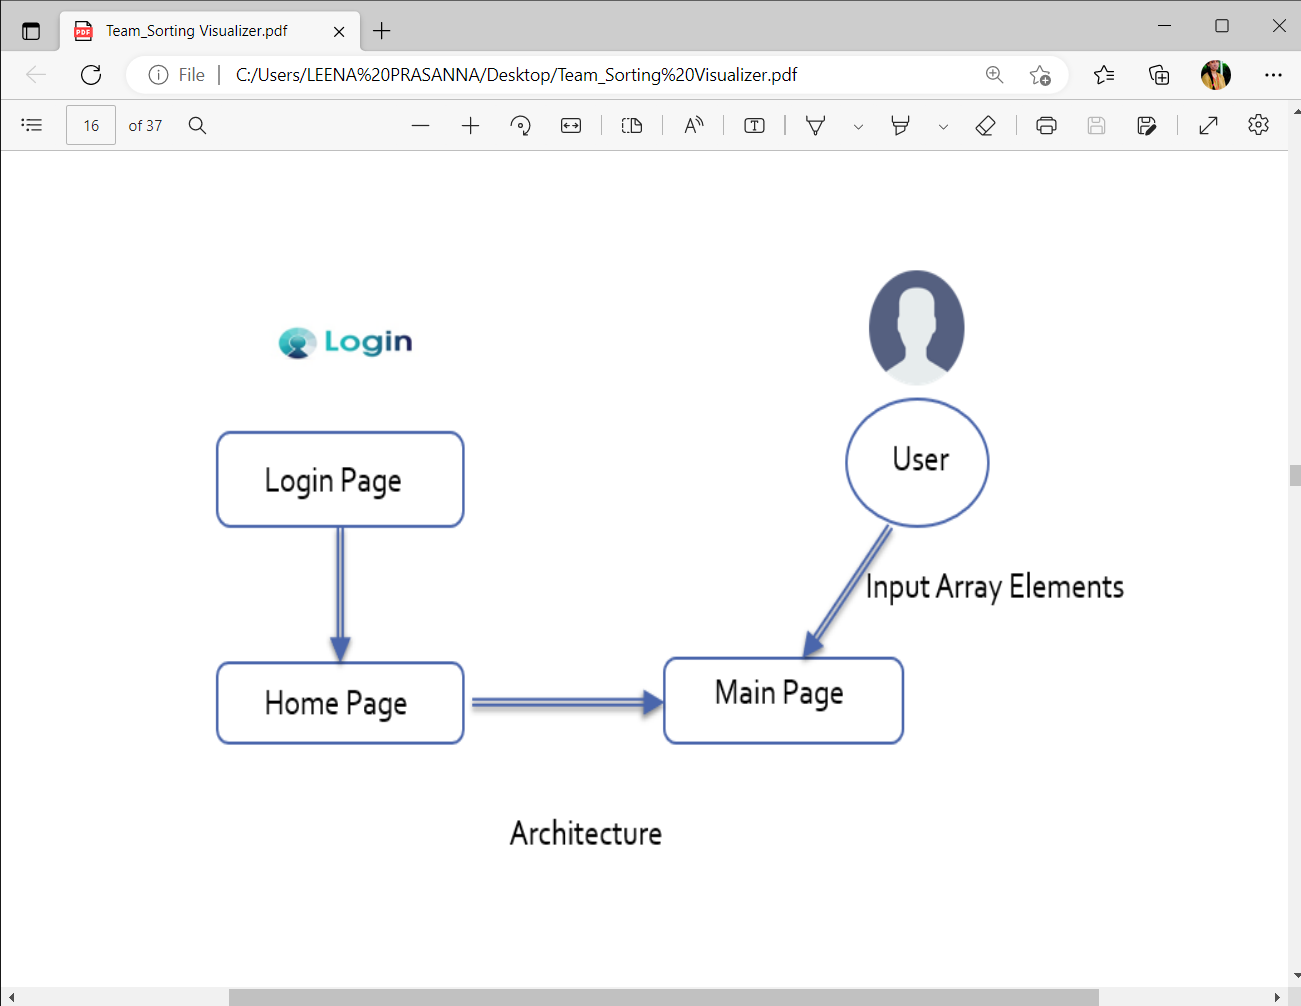 Team_Sorting Visualizer.pdf
File
C:/Users/LEENA%20PRASANNA/Desktop/Team_Sorting%20Visualizer.pdf
16 of 37
Login
Login Page
User
Input Array Elements
Home Page
Main Page
Architecture